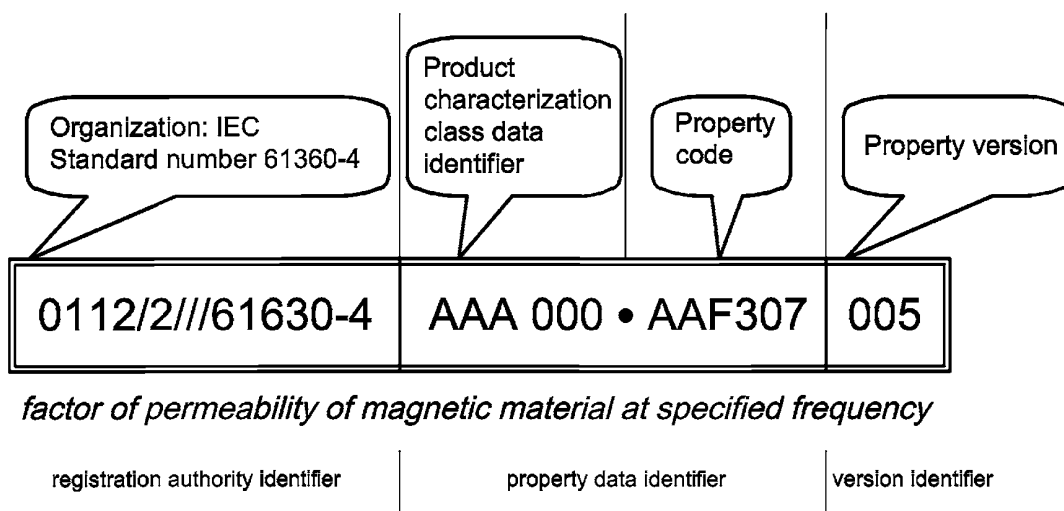 Product
characterization
class data
identifier
Organization: IEC
Standard number 61360-4
Property
code
Property version
0112/2///61630-4 AAA 000 • AAF307 005
factor of permeability of magnetic material at specified frequency
registration authority identifier property data identifier version identifier